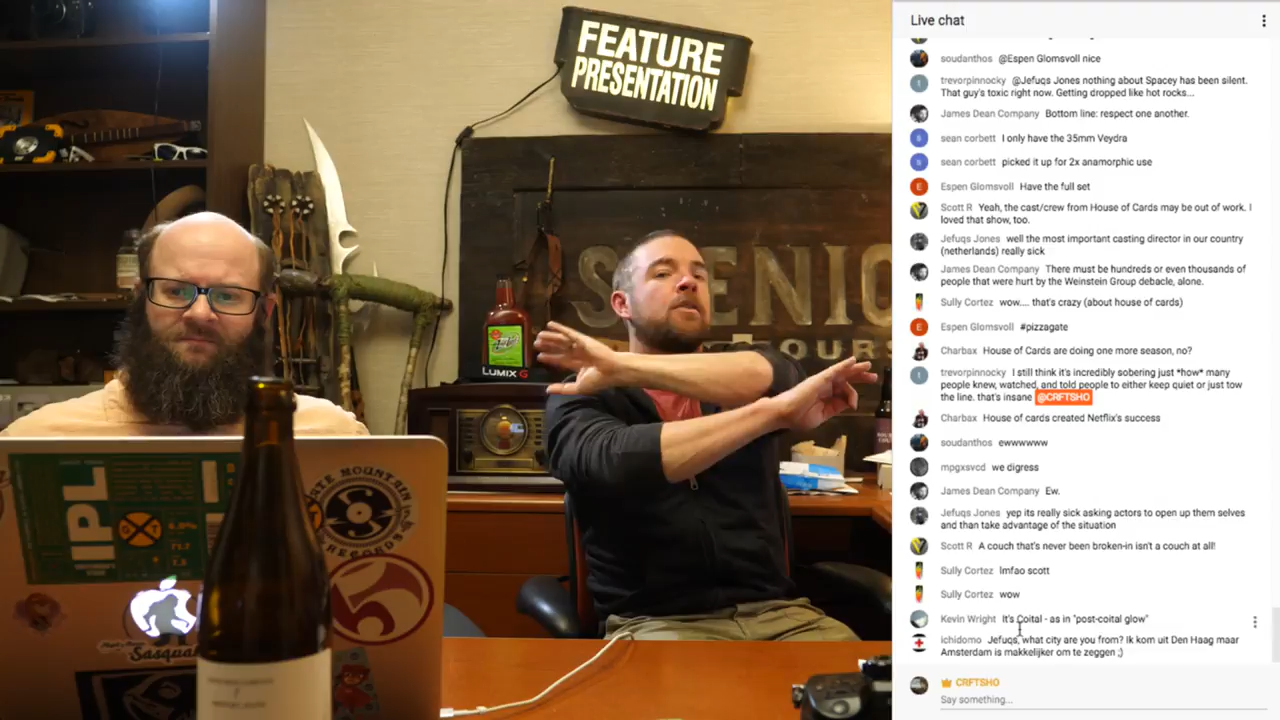 FEATURE
PRESENTATION
SCENIC
OURS
LUMIX G
IPL
MOUNTAIN
RECORDS
Sasquatch
Live chat
soudanthos @Espen Glomsvoll nice
trevorpinnocky @Jefuqs Jones nothing about Spacey has been silent.
That guy's toxic right now. Getting dropped like hot rocks...
James Dean Company Bottom line: respect one another.
sean corbett I only have the 35mm Veydra
sean corbett picked it up for 2x anamorphic use
Espen Glomsvoll Have the full set
Scott R Yeah, the cast/crew from House of Cards may be out of work. I
loved that show, too.
Jefuqs Jones well the most important casting director in our country
(netherlands) really sick
James Dean Company There must be hundreds or even thousands of
people that were hurt by the Weinstein Group debacle, alone.
Sully Cortez wow.... that's crazy (about house of cards)
Espen Glomsvoll #pizzagate
Charbax House of Cards are doing one more season, no?
trevorpinnocky I still think it's incredibly sobering just *how* many
people knew, watched, and told people to either keep quiet or just tow
the line. that's insane @CRFTSHO
Charbax House of cards created Netflix's success
soudanthos ewwwwww
mpgxsvcd we digress
James Dean Company Ew.
Jefuqs Jones yep its really sick asking actors to open up them selves
and than take advantage of the situation
Scott R A couch that's never been broken-in isn't a couch at all!
Sully Cortez lmfao scott
Sully Cortez wow
Kevin Wright It's Coital - as in "post-coital glow"
ichidomo Jefuqs, what city are you from? Ik kom uit Den Haag maar
Amsterdam is makkelijker om te zeggen ;)
CRFTSHO
Say something...